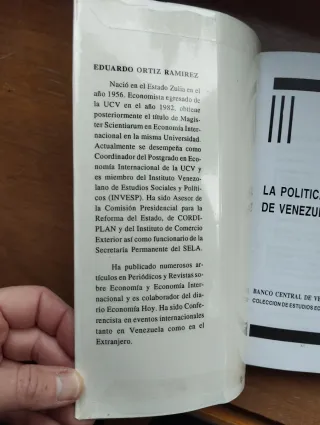 EDUARDO ORTIZ RAMIREZ
Nació en el Estado Zulia en el
año 1956. Economista egresado de
la UCV en el año 1982, obtiene
posteriormente el título de Magis-
ter Scientiarum en Economía Inter-
nacional en la misma Universidad.
Actualmente se desempeña como
Coordinador del Postgrado en Eco-
nomía Internacional de la UCV y
es miembro del Instituto Venezo-
lano de Estudios Sociales y Políti-
cos (INVESP). Ha sido Asesor de
la Comisión Presidencial para la
Reforma del Estado, de CORDI-
PLAN y del Instituto de Comercio
Exterior así como funcionario de la
Secretaría Permanente del SELA.
Ha publicado numerosos ar-
tículos en Periódicos y Revistas so-
bre Economía y Economía Inter-
nacional y es colaborador del dia-
rio Economía Hoy. Ha sido Confe-
rencista en eventos internacionales
tanto en Venezuela como en el
Extranjero.
LA POLITICA
DE VENEZU
BANCO CENTRAL DE VE
COLECCION DE ESTUDIOS EC